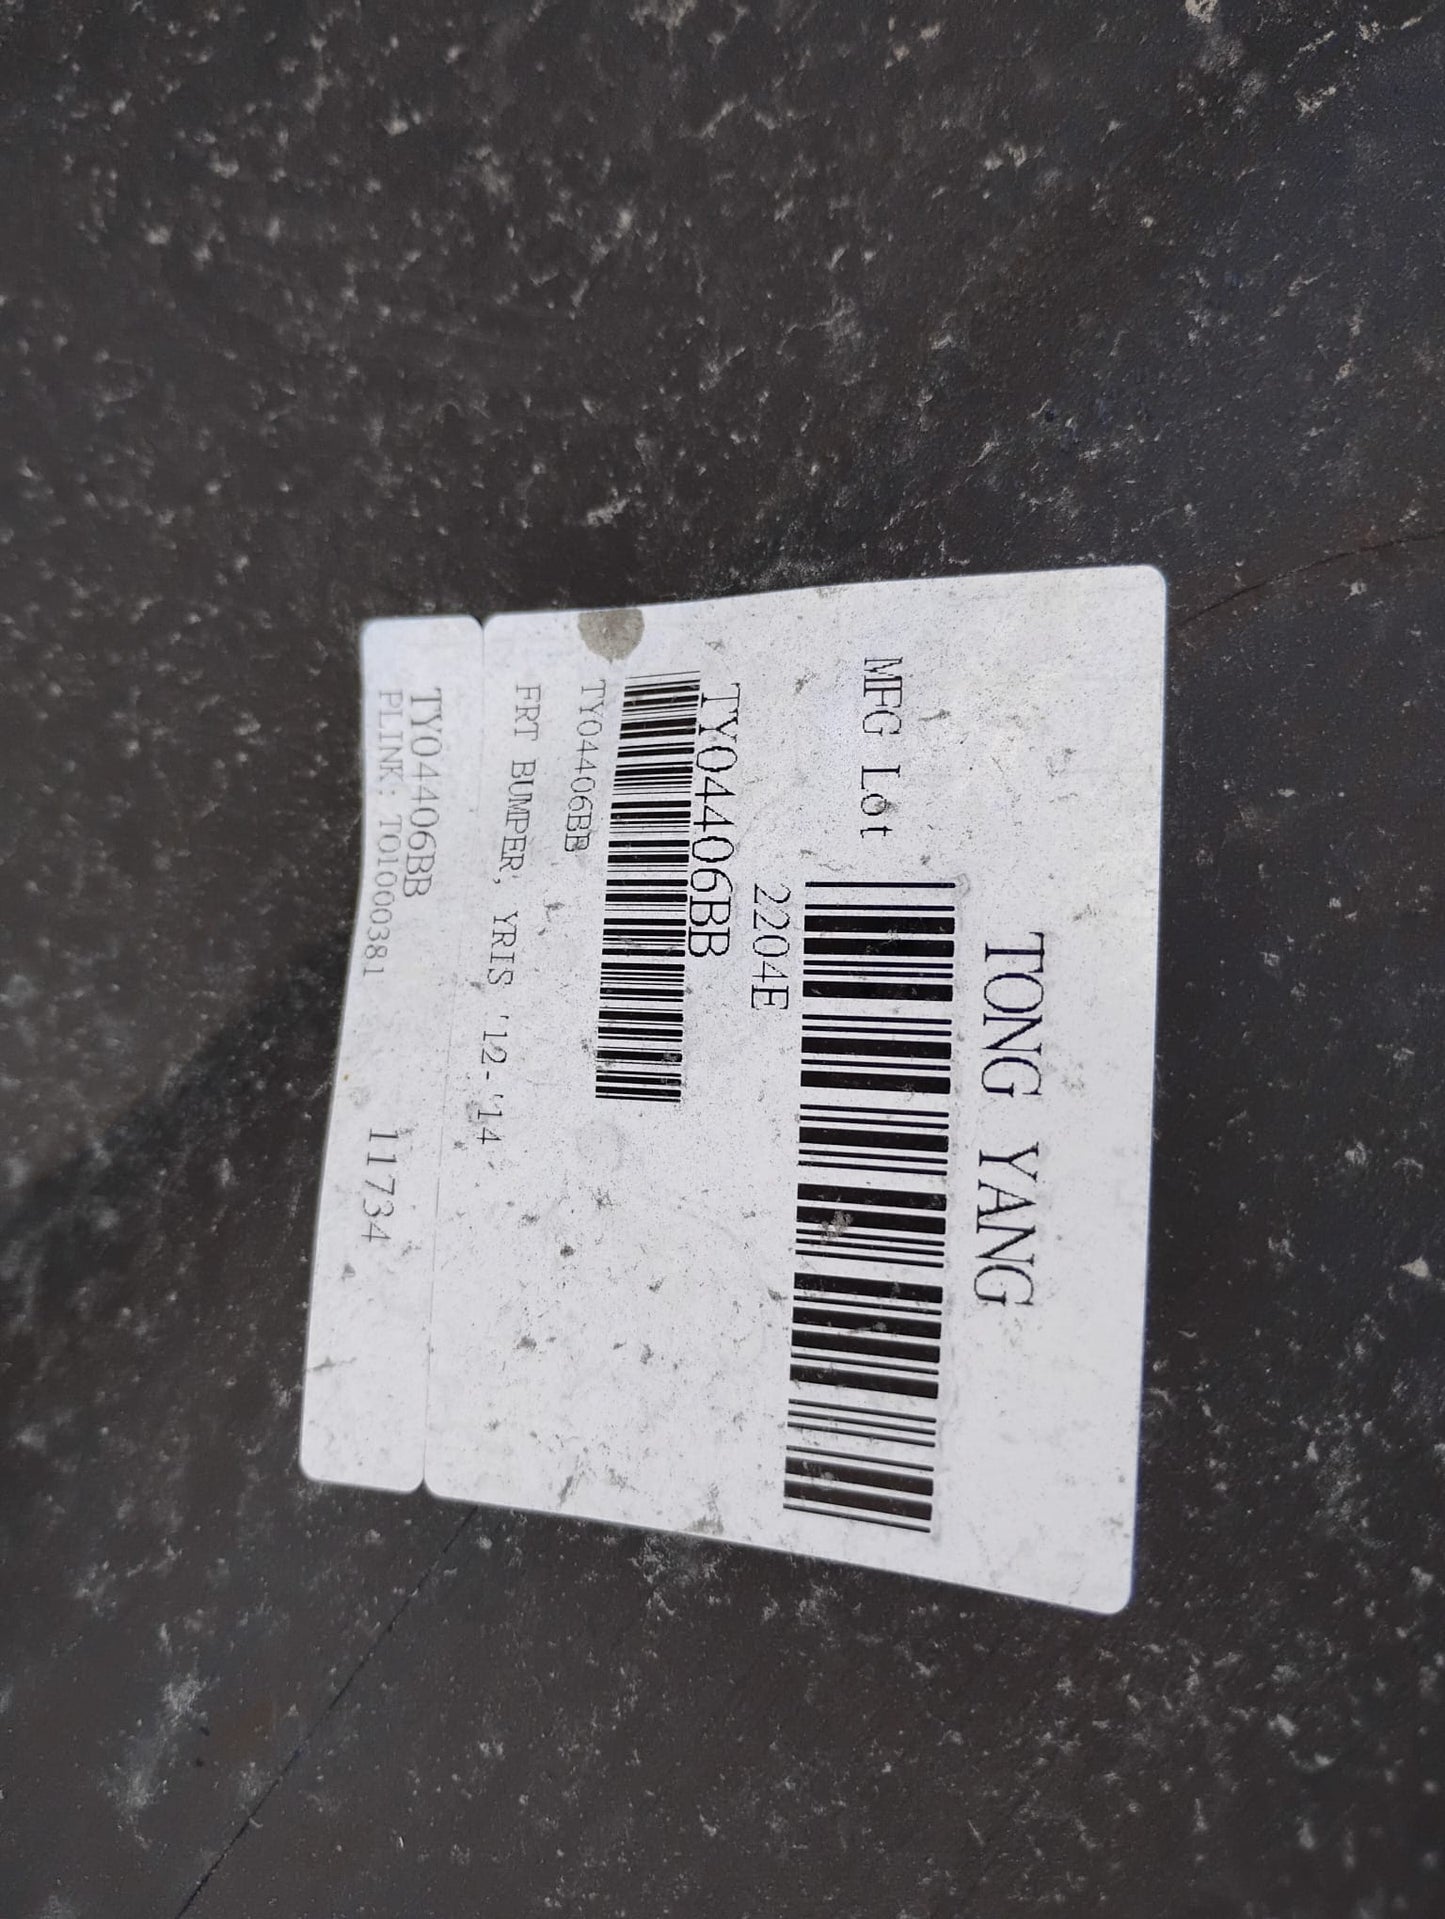 TONG YANG
MFG Lot
2204E
TY04406BB
TY04406BB
FRT BUMPER, YRIS '12-'14
TY04406BB
PLINK: TO1000381
11734